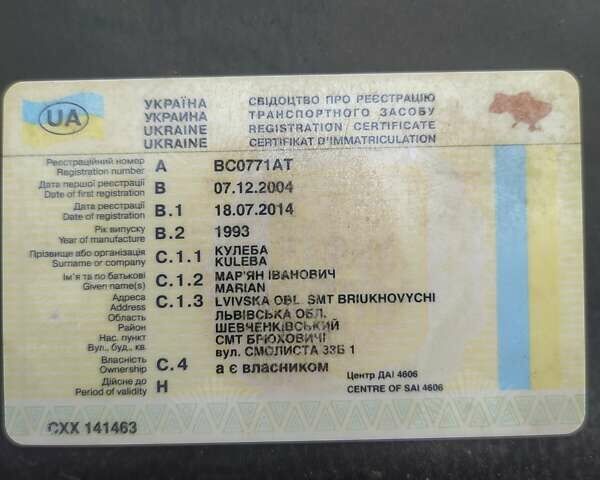 UA
УКРАЇНА СВІДОЦТВО ПРО РЕЄСТРАЦІЮ
УКРАИНА ТРАНСПОРТНОГО ЗАСОБУ
UKRAINE REGISTRATION CERTIFICATE
UKRAINE CERTIFIKAT D'IMMATRICULATION
Реєстраційний номер
Registration number A BC0771AT
Дата першої реєстрації
Date of first registration B 07.12.2004
Дата реєстрації
Date of registration B.1 18.07.2014
Рік випуску
Year of manufacture B.2 1993
Прізвище або організація C.1.1 КУЛЕБА
Surname or company KULEBA
Ім'я та по батькові C.1.2 МАР'ЯН ІВАНОВИЧ
Given name(s) MARIAN
Адреса C.1.3 LVIVSKA OBL SMT BRIUKHOVYCHI
Address ЛЬВІВСЬКА ОБЛ.
Область ШЕВЧЕНКІВСЬКИЙ
Район СМТ БРЮХОВИЧІ
Нас. пункт вул. СМОЛИСТА 33Б 1
Вул., буд., кв.
Власність
Ownership C.4 а є власником
Дійсне до Центр ДАІ 4606
Period of validity H CENTRE OF SAI 4606
CXX 141463